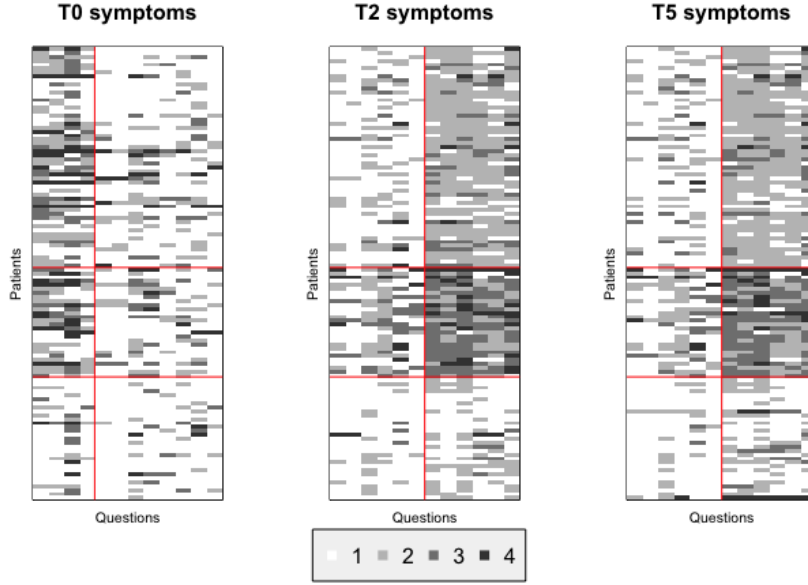 T0 symptoms
T2 symptoms
T5 symptoms
Patients
Patients
Patients
Questions
Questions
Questions
1 2 3 4